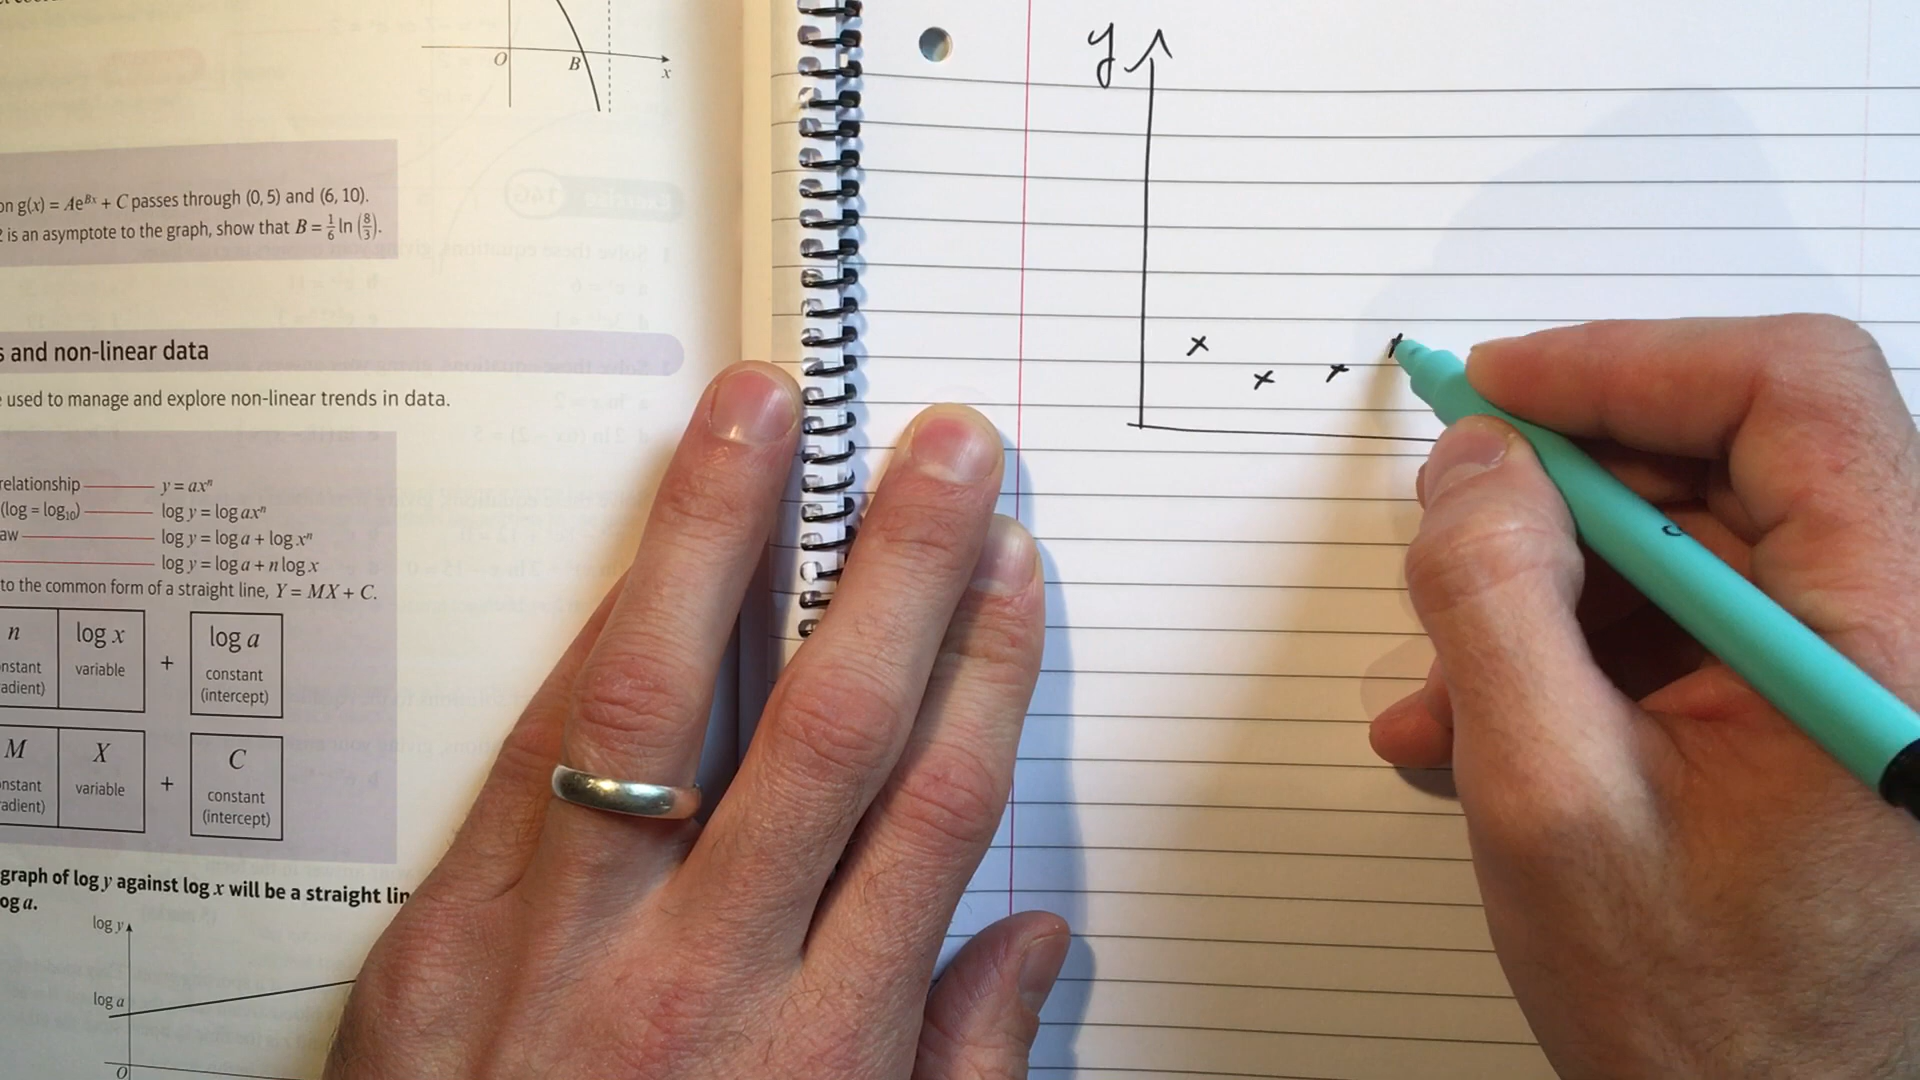 O
B
x
on g(x) = Ae^{Bx} + C passes through (0, 5) and (6, 10).
is an asymptote to the graph, show that B = 1/6 ln (8/3).
s and non-linear data
used to manage and explore non-linear trends in data.
relationship y = ax^n
(log = log₁₀) log y = log ax^n
aw log y = log a + log x^n
log y = log a + n log x
to the common form of a straight line, Y = MX + C.
n log x + log a
nstant variable constant
adient) (intercept)
M X + C
nstant variable constant
adient) (intercept)
graph of log y against log x will be a straight lin
og a.
log y
log a
O
y